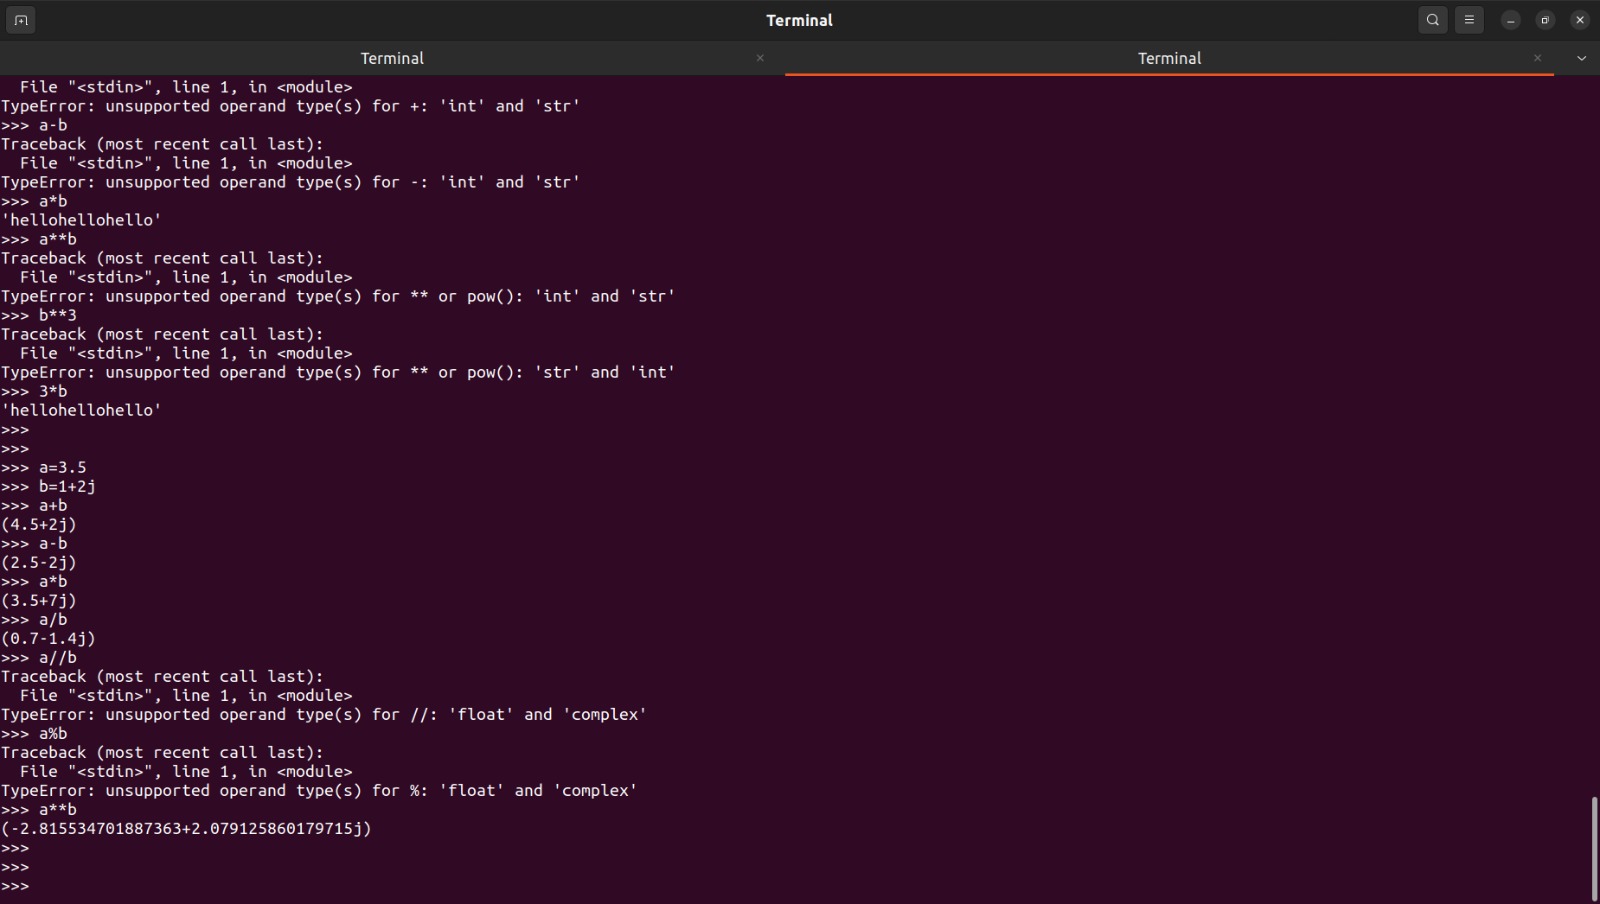 Terminal
Terminal
Terminal
  File "<stdin>", line 1, in <module>
TypeError: unsupported operand type(s) for +: 'int' and 'str'
>>> a-b
Traceback (most recent call last):
  File "<stdin>", line 1, in <module>
TypeError: unsupported operand type(s) for -: 'int' and 'str'
>>> a*b
'hellohellohello'
>>> a**b
Traceback (most recent call last):
  File "<stdin>", line 1, in <module>
TypeError: unsupported operand type(s) for ** or pow(): 'int' and 'str'
>>> b**3
Traceback (most recent call last):
  File "<stdin>", line 1, in <module>
TypeError: unsupported operand type(s) for ** or pow(): 'str' and 'int'
>>> 3*b
'hellohellohello'
>>>
>>>
>>> a=3.5
>>> b=1+2j
>>> a+b
(4.5+2j)
>>> a-b
(2.5-2j)
>>> a*b
(3.5+7j)
>>> a/b
(0.7-1.4j)
>>> a//b
Traceback (most recent call last):
  File "<stdin>", line 1, in <module>
TypeError: unsupported operand type(s) for //: 'float' and 'complex'
>>> a%b
Traceback (most recent call last):
  File "<stdin>", line 1, in <module>
TypeError: unsupported operand type(s) for %: 'float' and 'complex'
>>> a**b
(-2.815534701887363+2.079125860179715j)
>>>
>>>
>>>